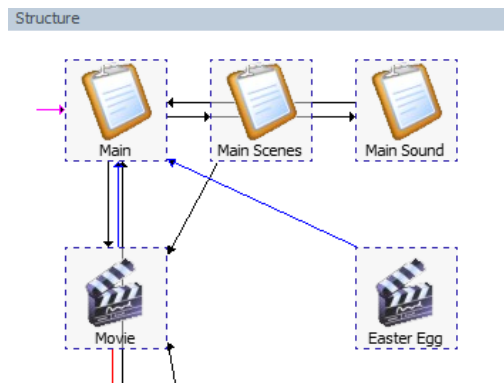 Structure
Main
Main Scenes
Main Sound
Movie
Easter Egg